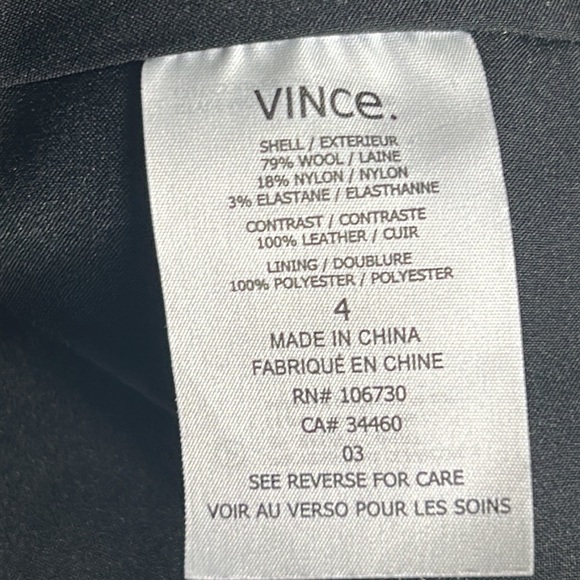 VINCe.
SHELL / EXTERIEUR
79% WOOL / LAINE
18% NYLON / NYLON
3% ELASTANE / ELASTHANNE
CONTRAST / CONTRASTE
100% LEATHER / CUIR
LINING / DOUBLURE
100% POLYESTER / POLYESTER
4
MADE IN CHINA
FABRIQUÉ EN CHINE
RN# 106730
CA# 34460
03
SEE REVERSE FOR CARE
VOIR AU VERSO POUR LES SOINS